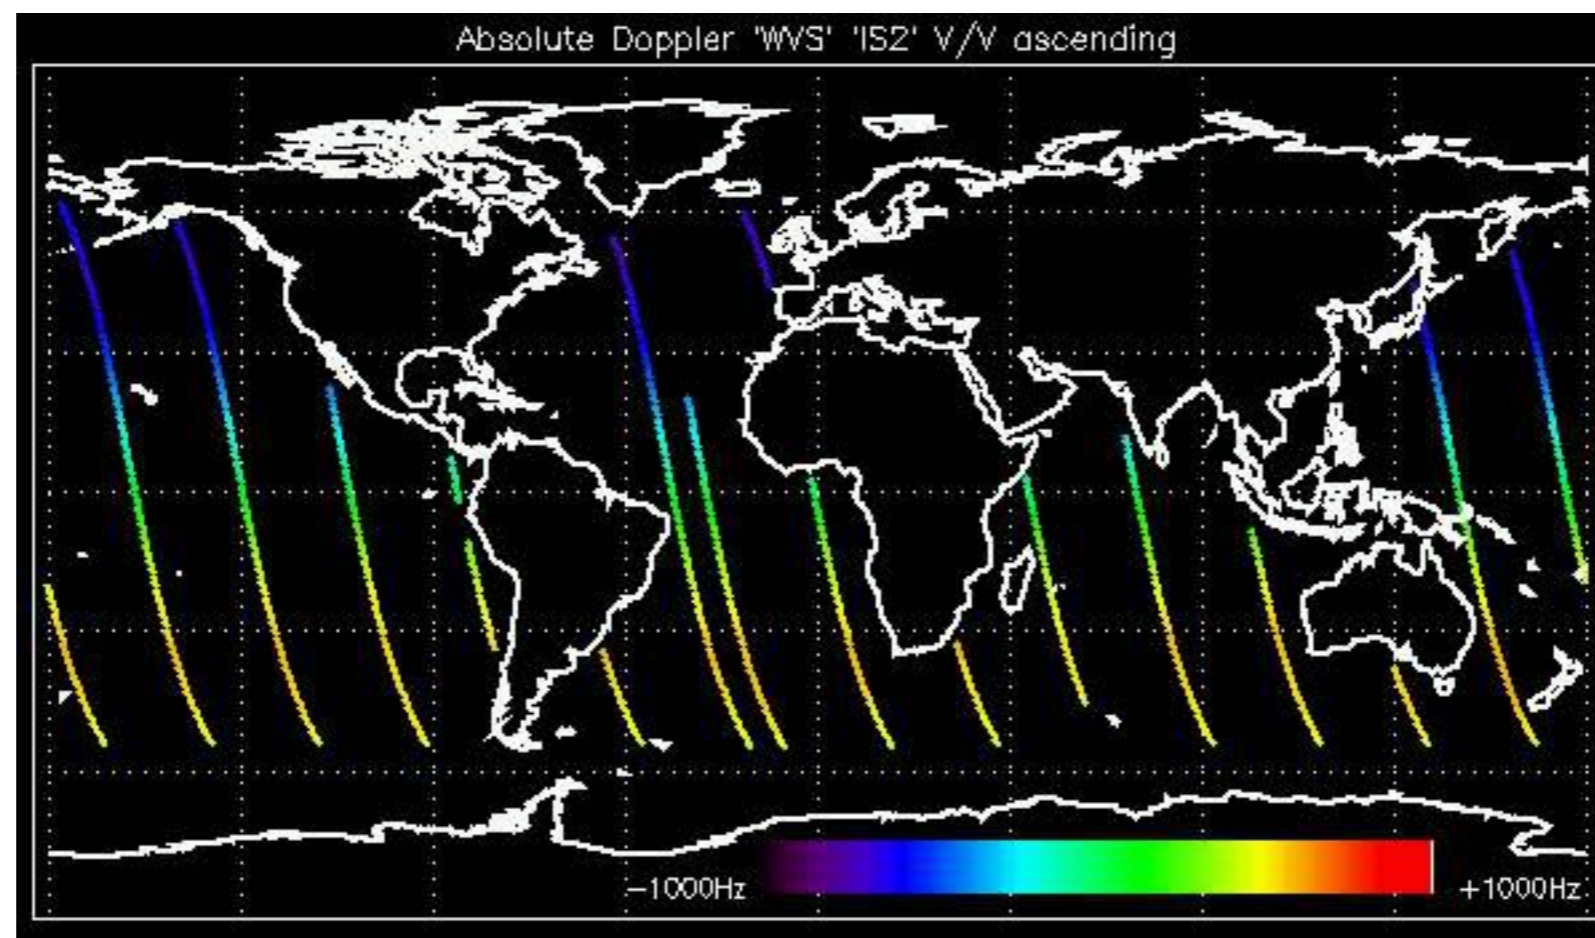 Absolute Doppler 'WVS' 'IS2' V/V ascending
−1000Hz +1000Hz